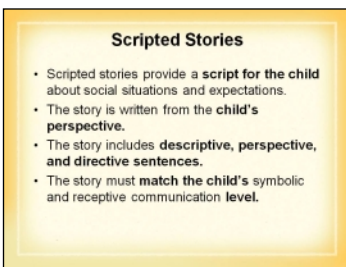 Scripted Stories
• Scripted stories provide a script for the child
about social situations and expectations.
• The story is written from the child's
perspective.
• The story includes descriptive, perspective,
and directive sentences.
• The story must match the child's symbolic
and receptive communication level.